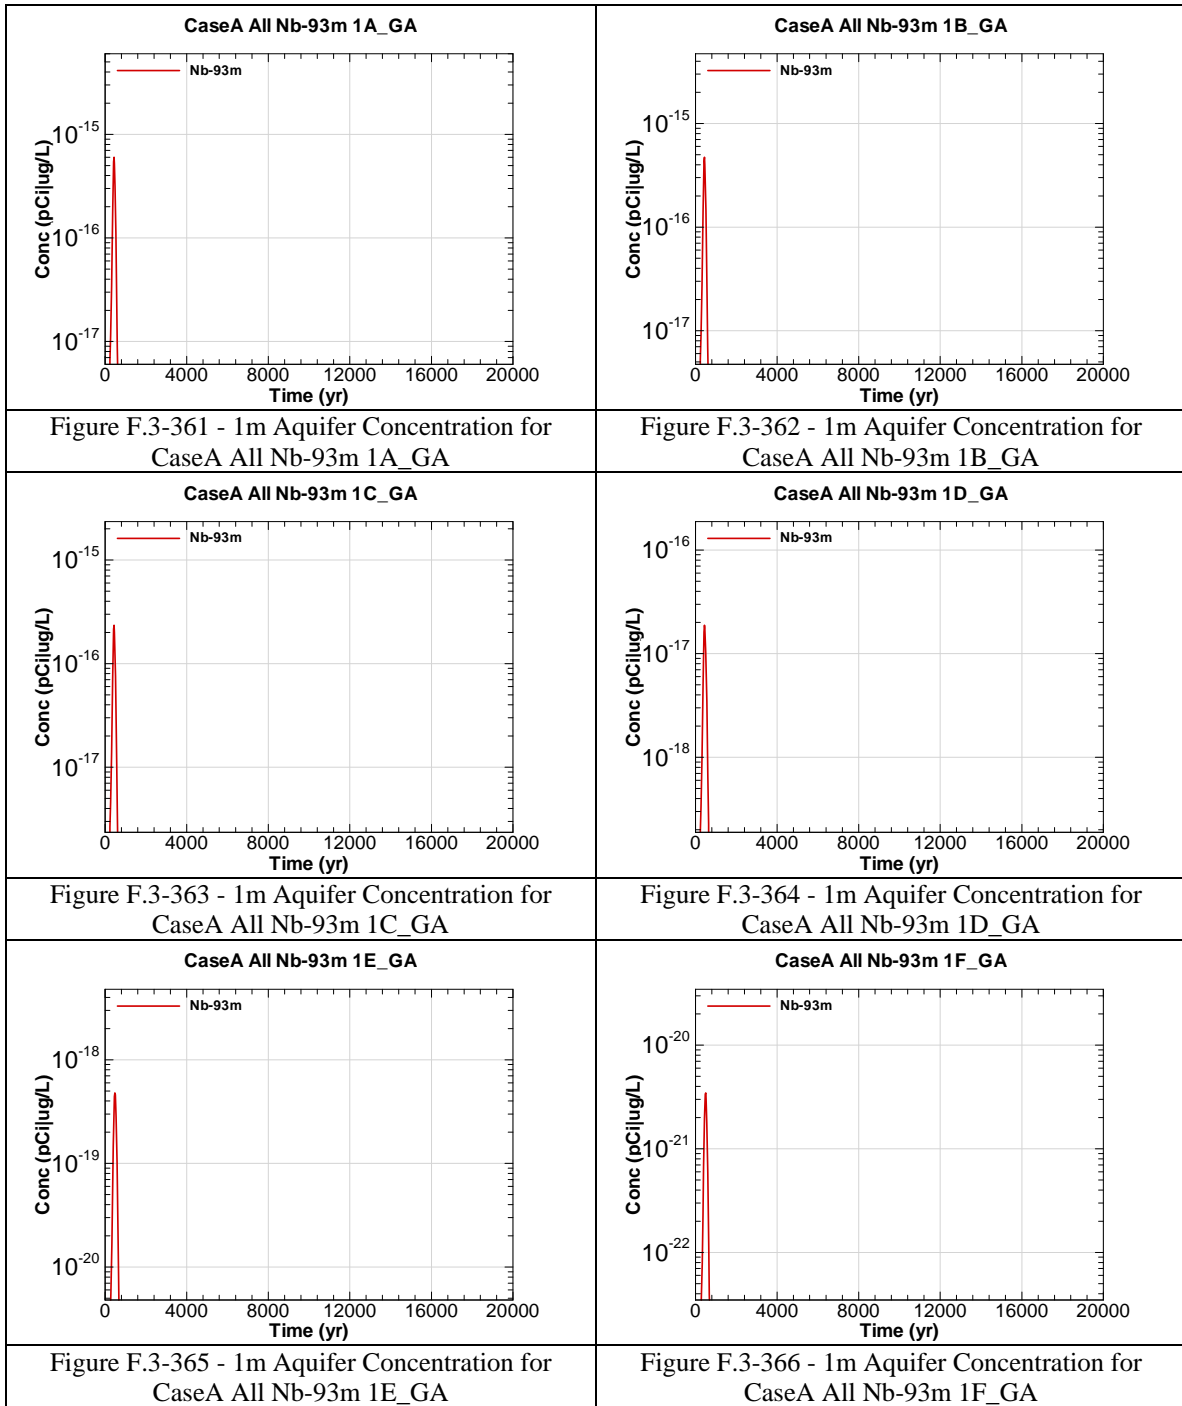 CaseA All Nb-93m 1A_GA
Nb-93m
Conc (pCi|ug/L)
10-15
10-16
10-17
0 4000 8000 12000 16000 20000
Time (yr)
Figure F.3-361 - 1m Aquifer Concentration for
CaseA All Nb-93m 1A_GA
CaseA All Nb-93m 1B_GA
Nb-93m
Conc (pCi|ug/L)
10-15
10-16
10-17
0 4000 8000 12000 16000 20000
Time (yr)
Figure F.3-362 - 1m Aquifer Concentration for
CaseA All Nb-93m 1B_GA
CaseA All Nb-93m 1C_GA
Nb-93m
Conc (pCi|ug/L)
10-15
10-16
10-17
0 4000 8000 12000 16000 20000
Time (yr)
Figure F.3-363 - 1m Aquifer Concentration for
CaseA All Nb-93m 1C_GA
CaseA All Nb-93m 1D_GA
Nb-93m
Conc (pCi|ug/L)
10-16
10-17
10-18
0 4000 8000 12000 16000 20000
Time (yr)
Figure F.3-364 - 1m Aquifer Concentration for
CaseA All Nb-93m 1D_GA
CaseA All Nb-93m 1E_GA
Nb-93m
Conc (pCi|ug/L)
10-18
10-19
10-20
0 4000 8000 12000 16000 20000
Time (yr)
Figure F.3-365 - 1m Aquifer Concentration for
CaseA All Nb-93m 1E_GA
CaseA All Nb-93m 1F_GA
Nb-93m
Conc (pCi|ug/L)
10-20
10-21
10-22
0 4000 8000 12000 16000 20000
Time (yr)
Figure F.3-366 - 1m Aquifer Concentration for
CaseA All Nb-93m 1F_GA